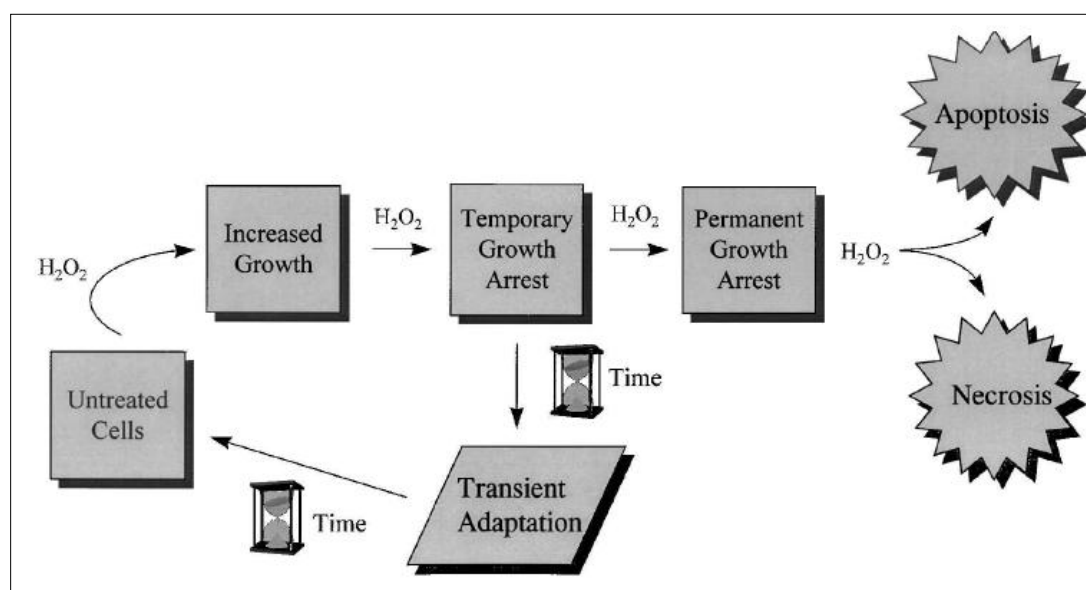 Apoptosis
H₂O₂
Increased
Growth
H₂O₂
Temporary
Growth
Arrest
H₂O₂
Permanent
Growth
Arrest
H₂O₂
Untreated
Cells
Time
Necrosis
Transient
Adaptation
Time